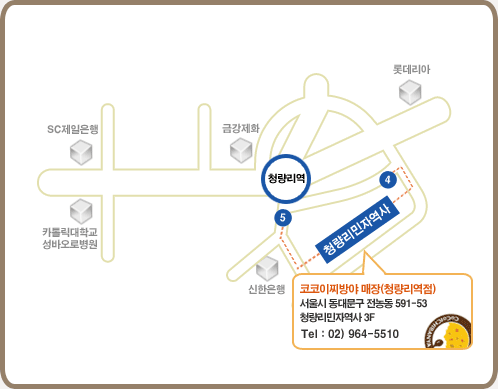 롯데리아
SC제일은행
금강제화
청량리역
4
카톨릭대학교
성바오로병원
5
청량리민자역사
신한은행
코코이찌방야 매장(청량리역점)
서울시 동대문구 전농동 591-53
청량리민자역사 3F
Tel : 02) 964-5510
COCOICHIBANYA